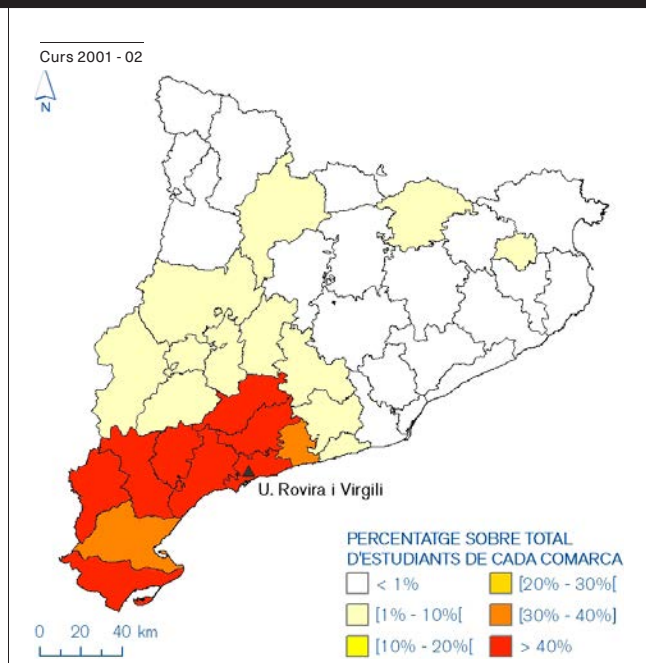 Curs 2001 - 02
N
U. Rovira i Virgili
PERCENTATGE SOBRE TOTAL
D'ESTUDIANTS DE CADA COMARCA
< 1%
[20% - 30%[
[1% - 10%[
[30% - 40%]
[10% - 20%[
> 40%
0 20 40 km